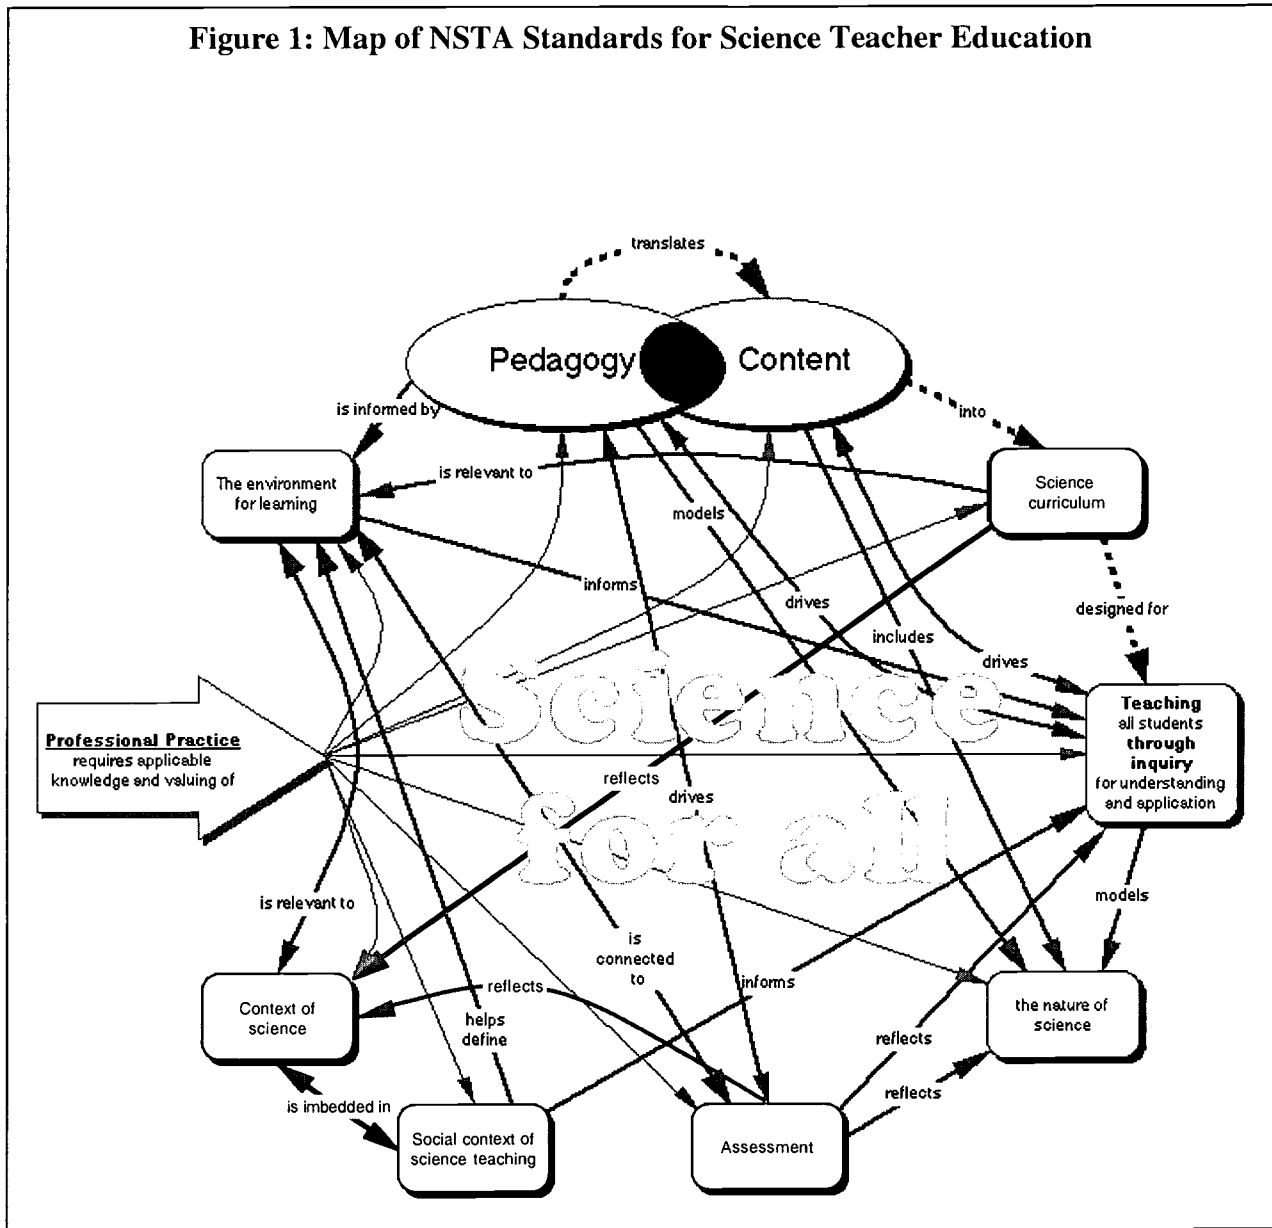 Figure 1: Map of NSTA Standards for Science Teacher Education
translates
Pedagogy
Content
is informed by
into
The environment
for learning
is relevant to
Science
curriculum
models
informs
drives
designed for
includes
drives
Science
for all
Professional Practice
requires applicable
knowledge and valuing of
Teaching
all students
through
inquiry
for understanding
and application
reflects
drives
is relevant to
models
is
connected
to
informs
reflects
Context of
science
helps
define
the nature of
science
reflects
reflects
is imbedded in
Social context of
science teaching
Assessment